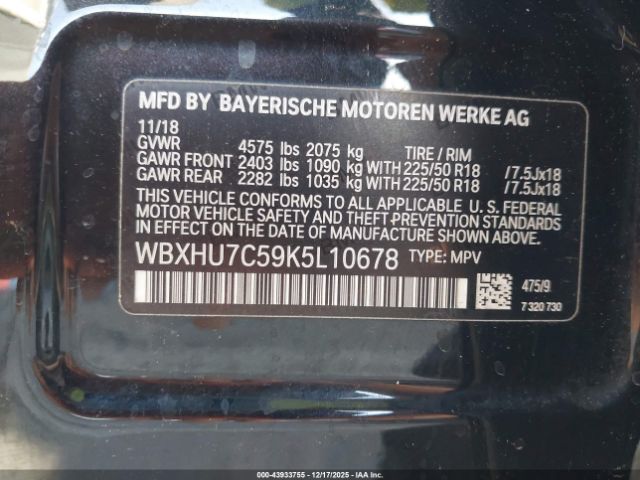 MFD BY BAYERISCHE MOTOREN WERKE AG
11/18
GVWR 4575 lbs 2075 kg TIRE / RIM
GAWR FRONT 2403 lbs 1090 kg WITH 225/50 R18 /7.5Jx18
GAWR REAR 2282 lbs 1035 kg WITH 225/50 R18 /7.5Jx18
THIS VEHICLE CONFORMS TO ALL APPLICABLE U. S. FEDERAL
MOTOR VEHICLE SAFETY AND THEFT PREVENTION STANDARDS
IN EFFECT ON THE DATE OF MANUFACTURE SHOWN ABOVE.
WBXHU7C59K5L10678 TYPE: MPV
475/9
7 320 730
000-43933755 - 12/17/2025 - COPYRIGHT IAA, LLC